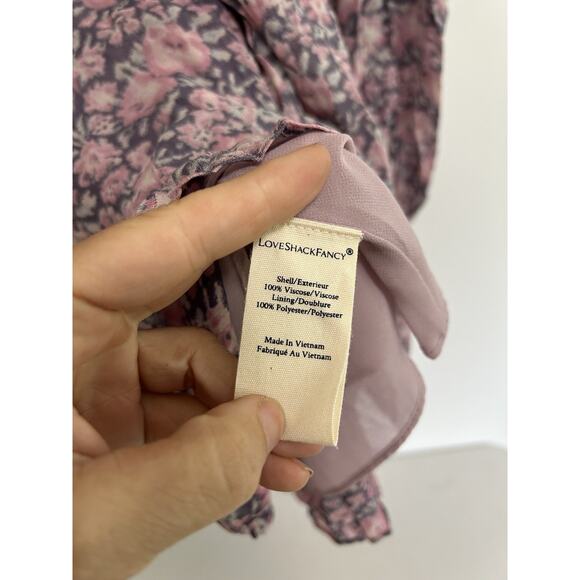 LoveShackFancy®
Shell/Exterieur
100% Viscose/Viscose
Lining/Doublure
100% Polyester/Polyester
Made In Vietnam
Fabriqué Au Vietnam